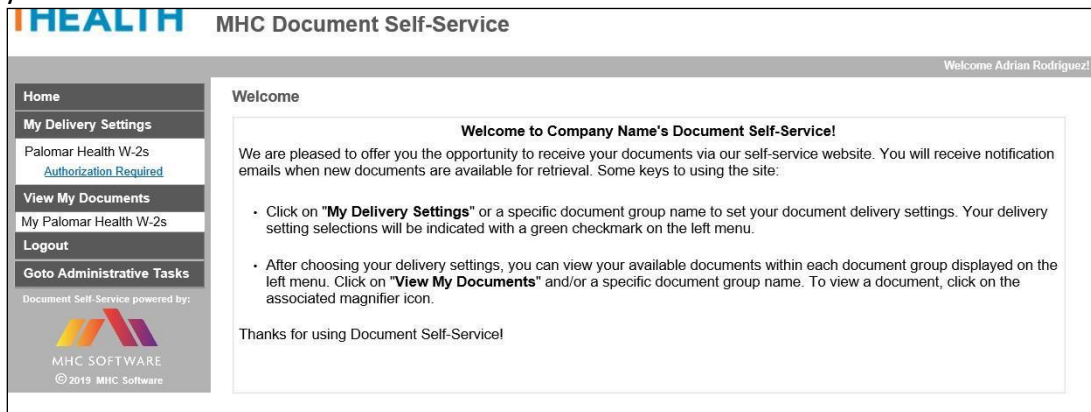 HEALTH
MHC Document Self-Service
Welcome Adrian Rodriguez!
Home
My Delivery Settings
Palomar Health W-2s
Authorization Required
View My Documents
My Palomar Health W-2s
Logout
Goto Administrative Tasks
Document Self-Service powered by:
MHC SOFTWARE
© 2019 MHC Software
Welcome
Welcome to Company Name's Document Self-Service!
We are pleased to offer you the opportunity to receive your documents via our self-service website. You will receive notification
emails when new documents are available for retrieval. Some keys to using the site:
• Click on "My Delivery Settings" or a specific document group name to set your document delivery settings. Your delivery
setting selections will be indicated with a green checkmark on the left menu.
• After choosing your delivery settings, you can view your available documents within each document group displayed on the
left menu. Click on "View My Documents" and/or a specific document group name. To view a document, click on the
associated magnifier icon.
Thanks for using Document Self-Service!